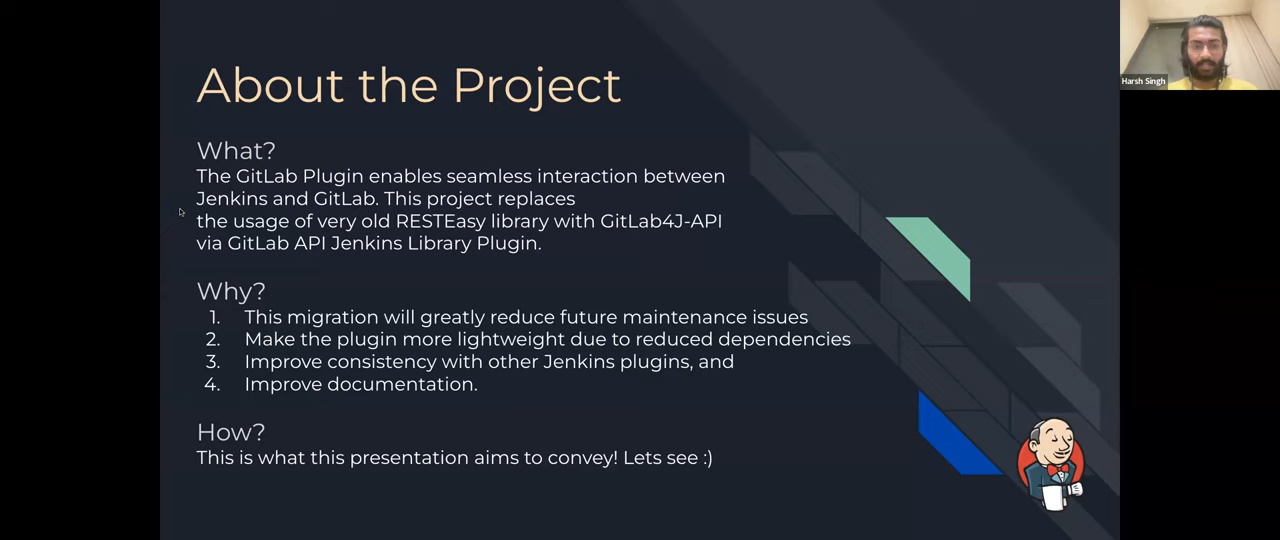 About the Project
Harsh Singh
What?
The GitLab Plugin enables seamless interaction between
Jenkins and GitLab. This project replaces
the usage of very old RESTEasy library with GitLab4J-API
via GitLab API Jenkins Library Plugin.
Why?
1. This migration will greatly reduce future maintenance issues
2. Make the plugin more lightweight due to reduced dependencies
3. Improve consistency with other Jenkins plugins, and
4. Improve documentation.
How?
This is what this presentation aims to convey! Lets see :)